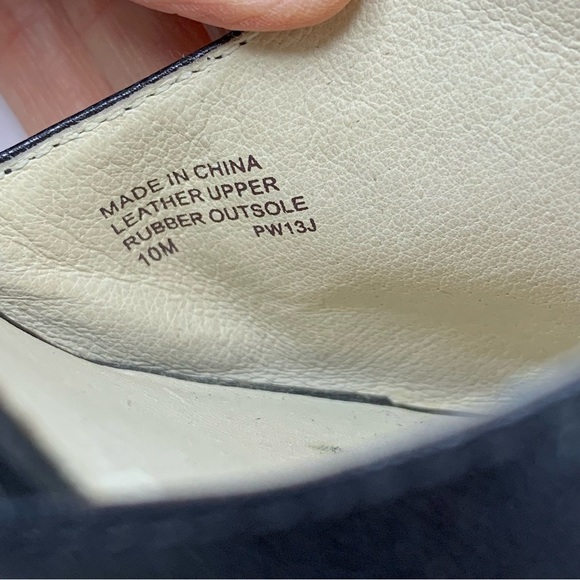 MADE IN CHINA
LEATHER UPPER
RUBBER OUTSOLE
10M PW13J